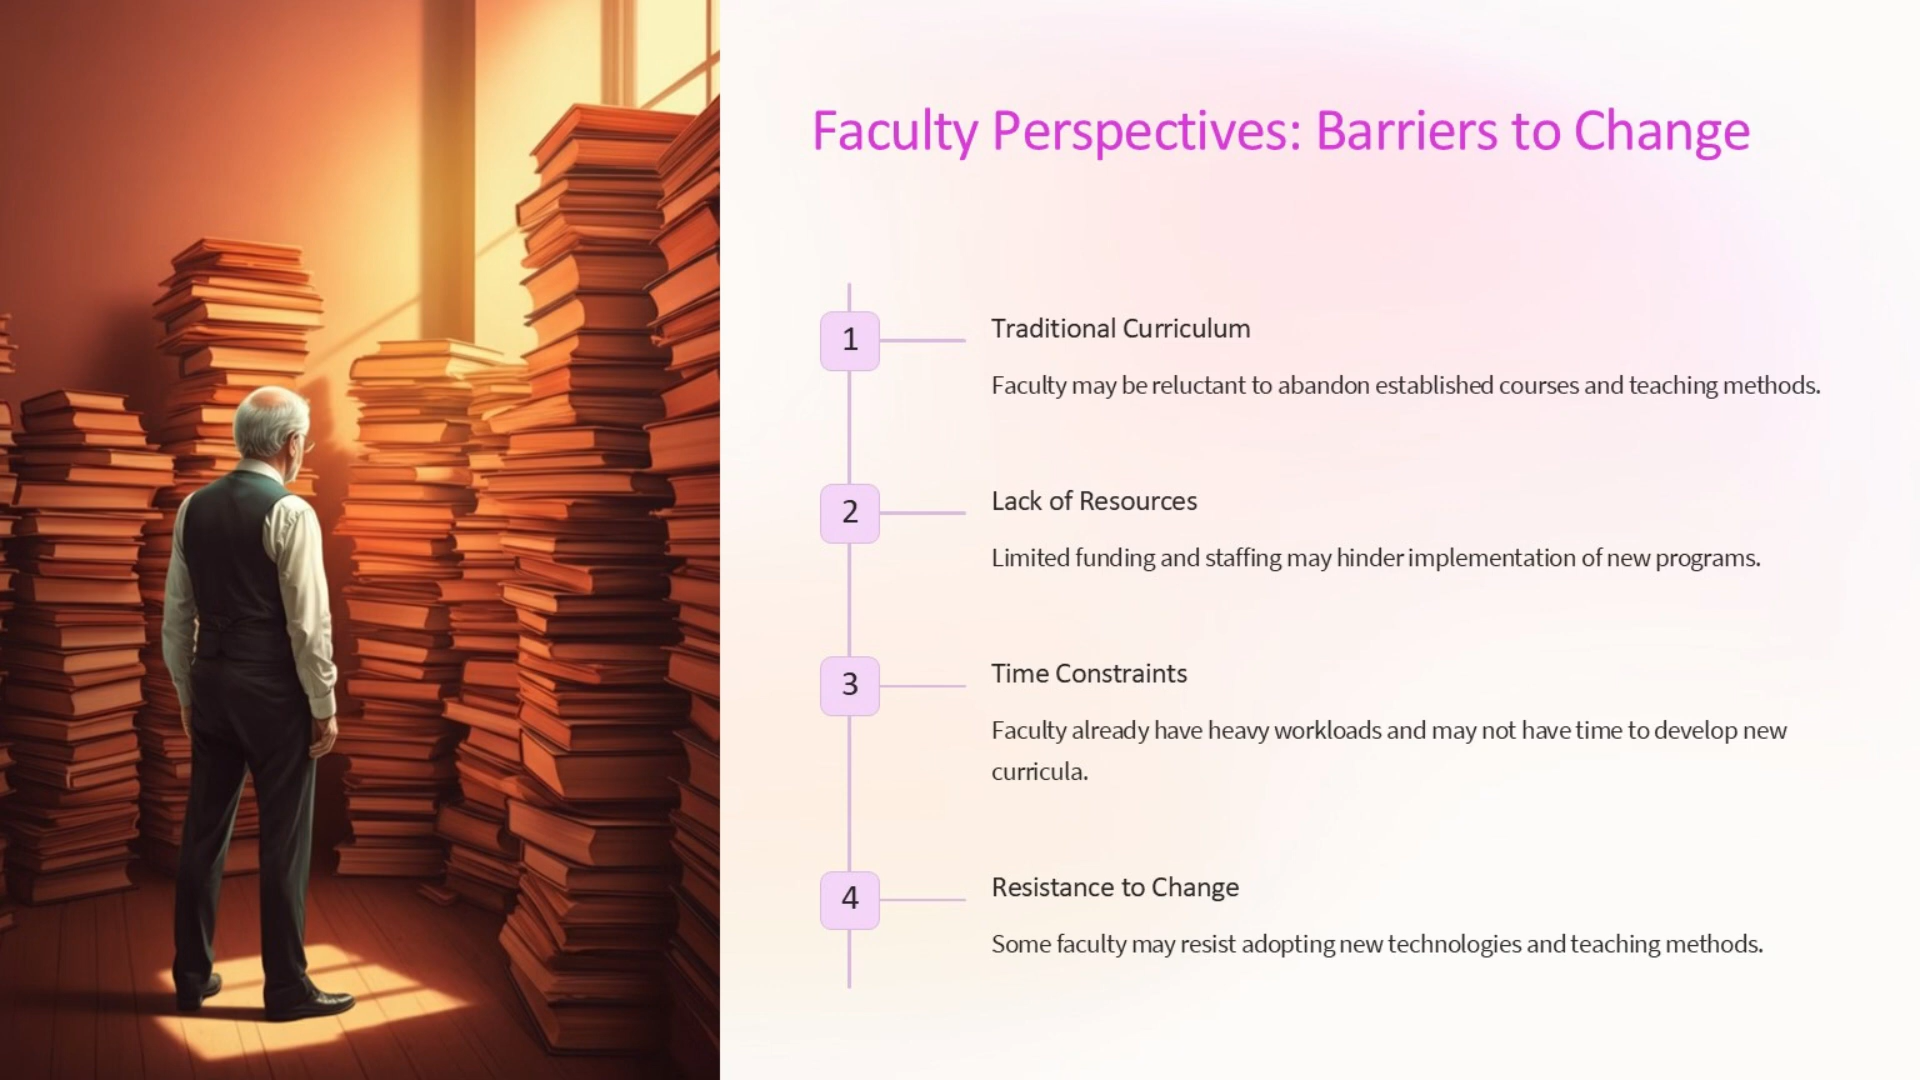 Faculty Perspectives: Barriers to Change
1
Traditional Curriculum
Faculty may be reluctant to abandon established courses and teaching methods.
2
Lack of Resources
Limited funding and staffing may hinder implementation of new programs.
3
Time Constraints
Faculty already have heavy workloads and may not have time to develop new
curricula.
4
Resistance to Change
Some faculty may resist adopting new technologies and teaching methods.